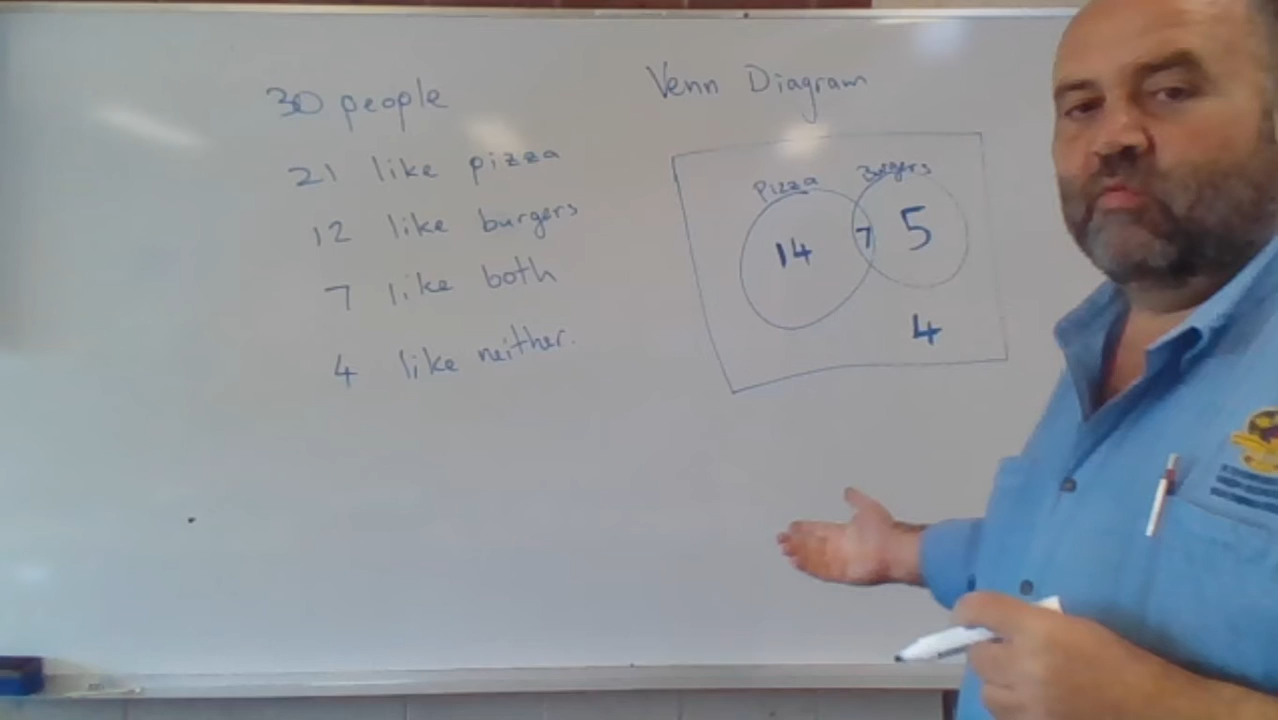 30 people
21 like pizza
12 like burgers
7 like both
4 like neither.
Venn Diagram
Pizza
Burgers
14
7
5
4